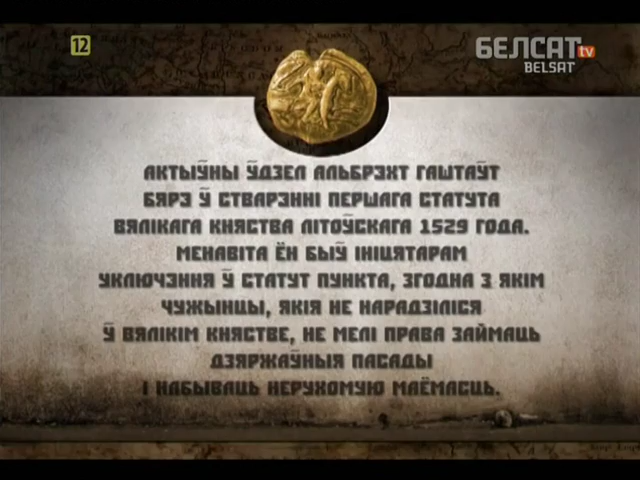 12
БЕЛСАТ tv
BELSAT
АКТЫЎНЫ ЎДЗЕЛ АЛЬБРЭХТ ГАШТАЎТ
БЯРЭ Ў СТВАРЭННІ ПЕРШАГА СТАТУТА
ВЯЛІКАГА КНЯСТВА ЛІТОЎСКАГА 1529 ГОДА.
МЕНАВІТА ЁН БЫЎ ІНІЦЯТАРАМ
УКЛЮЧЭННЯ Ў СТАТУТ ПУНКТА, ЗГОДНА З ЯКІМ
ЧУЖЫНЦЫ, ЯКІЯ НЕ НАРАДЗІЛІСЯ
Ў ВЯЛІКІМ КНЯСТВЕ, НЕ МЕЛІ ПРАВА ЗАЙМАЦЬ
ДЗЯРЖАЎНЫЯ ПАСАДЫ
І НАБЫВАЦЬ НЕРУХОМУЮ МАЁМАСЦЬ.